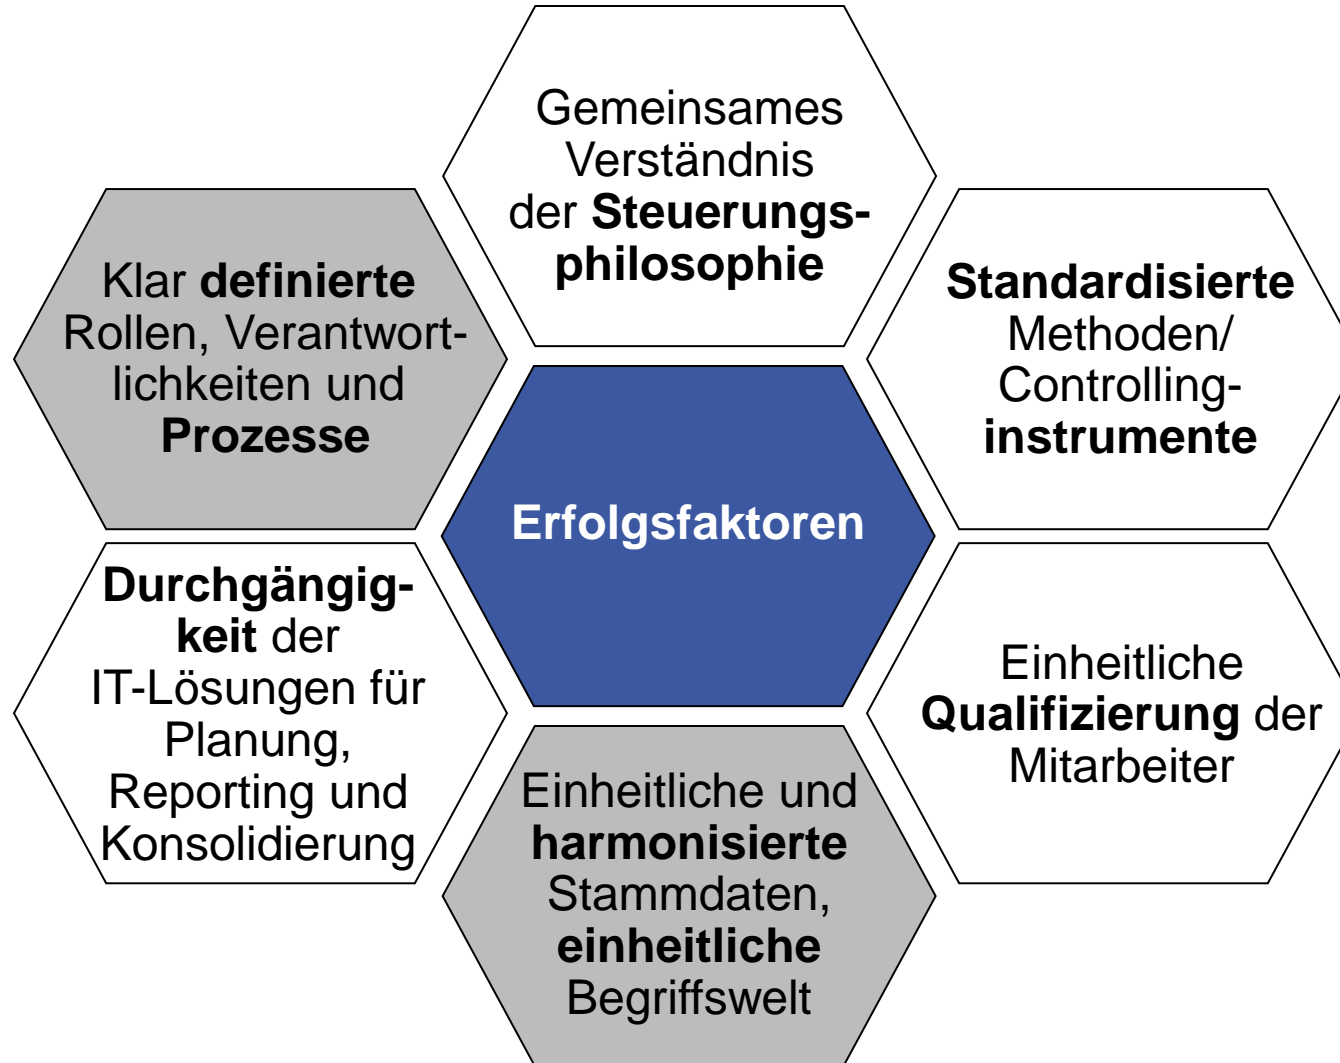 Gemeinsames
Verständnis
der Steuerungs-
philosophie
Klar definierte
Rollen, Verantwort-
lichkeiten und
Prozesse
Standardisierte
Methoden/
Controlling-
instrumente
Erfolgsfaktoren
Durchgängig-
keit der
IT-Lösungen für
Planung,
Reporting und
Konsolidierung
Einheitliche
Qualifizierung der
Mitarbeiter
Einheitliche und
harmonisierte
Stammdaten,
einheitliche
Begriffswelt